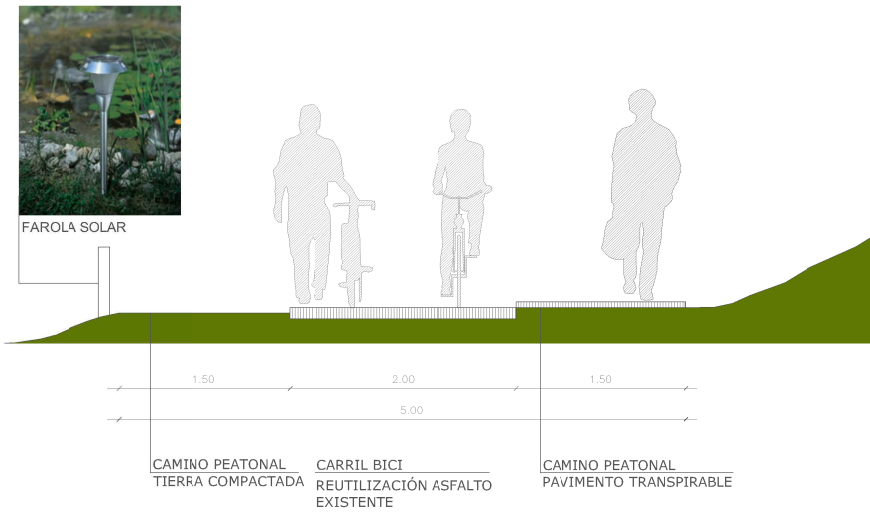 FAROLA SOLAR
1.50
2.00
1.50
5.00
CAMINO PEATONAL
TIERRA COMPACTADA
CARRIL BICI
REUTILIZACIÓN ASFALTO
EXISTENTE
CAMINO PEATONAL
PAVIMENTO TRANSPIRABLE